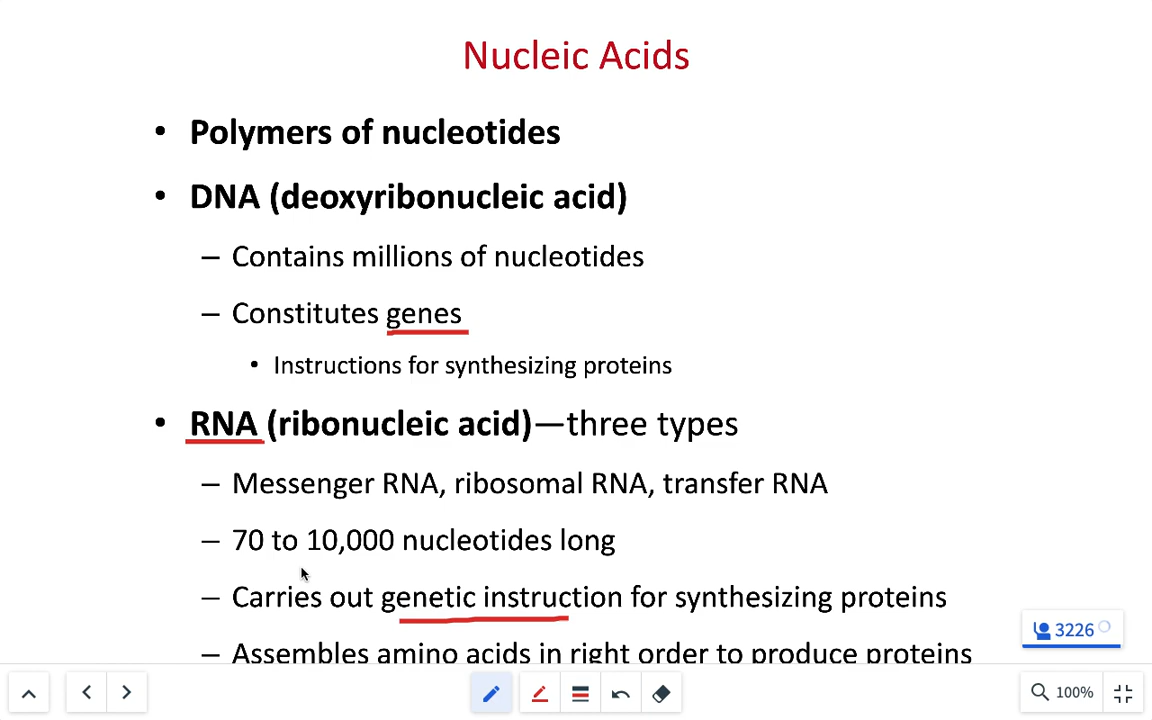 Nucleic Acids
• Polymers of nucleotides
• DNA (deoxyribonucleic acid)
– Contains millions of nucleotides
– Constitutes genes
• Instructions for synthesizing proteins
• RNA (ribonucleic acid)—three types
– Messenger RNA, ribosomal RNA, transfer RNA
– 70 to 10,000 nucleotides long
– Carries out genetic instruction for synthesizing proteins
– Assembles amino acids in right order to produce proteins
3226
100%